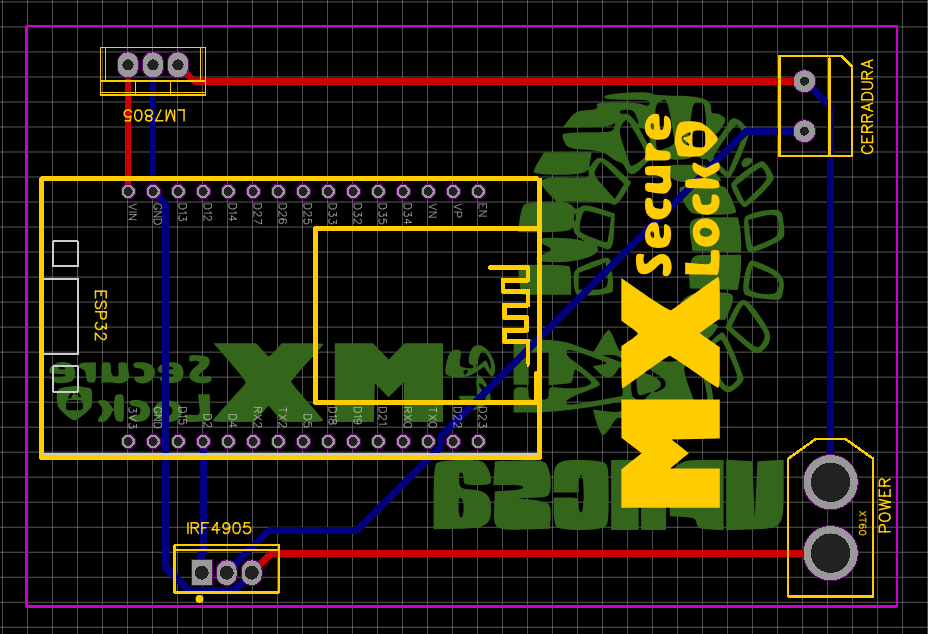 LM7805
CERRADURA
VIN GND D13 D12 D14 D27 D26 D25 D33 D32 D35 D34 VN VP EN
ESP32
MX Secure
Lock
MX Secure
Lock
3V3 GND D15 D2 D4 RX2 TX2 D5 D18 D19 D21 RX0 TX0 D22 D23
IRF4905
XT60
POWER